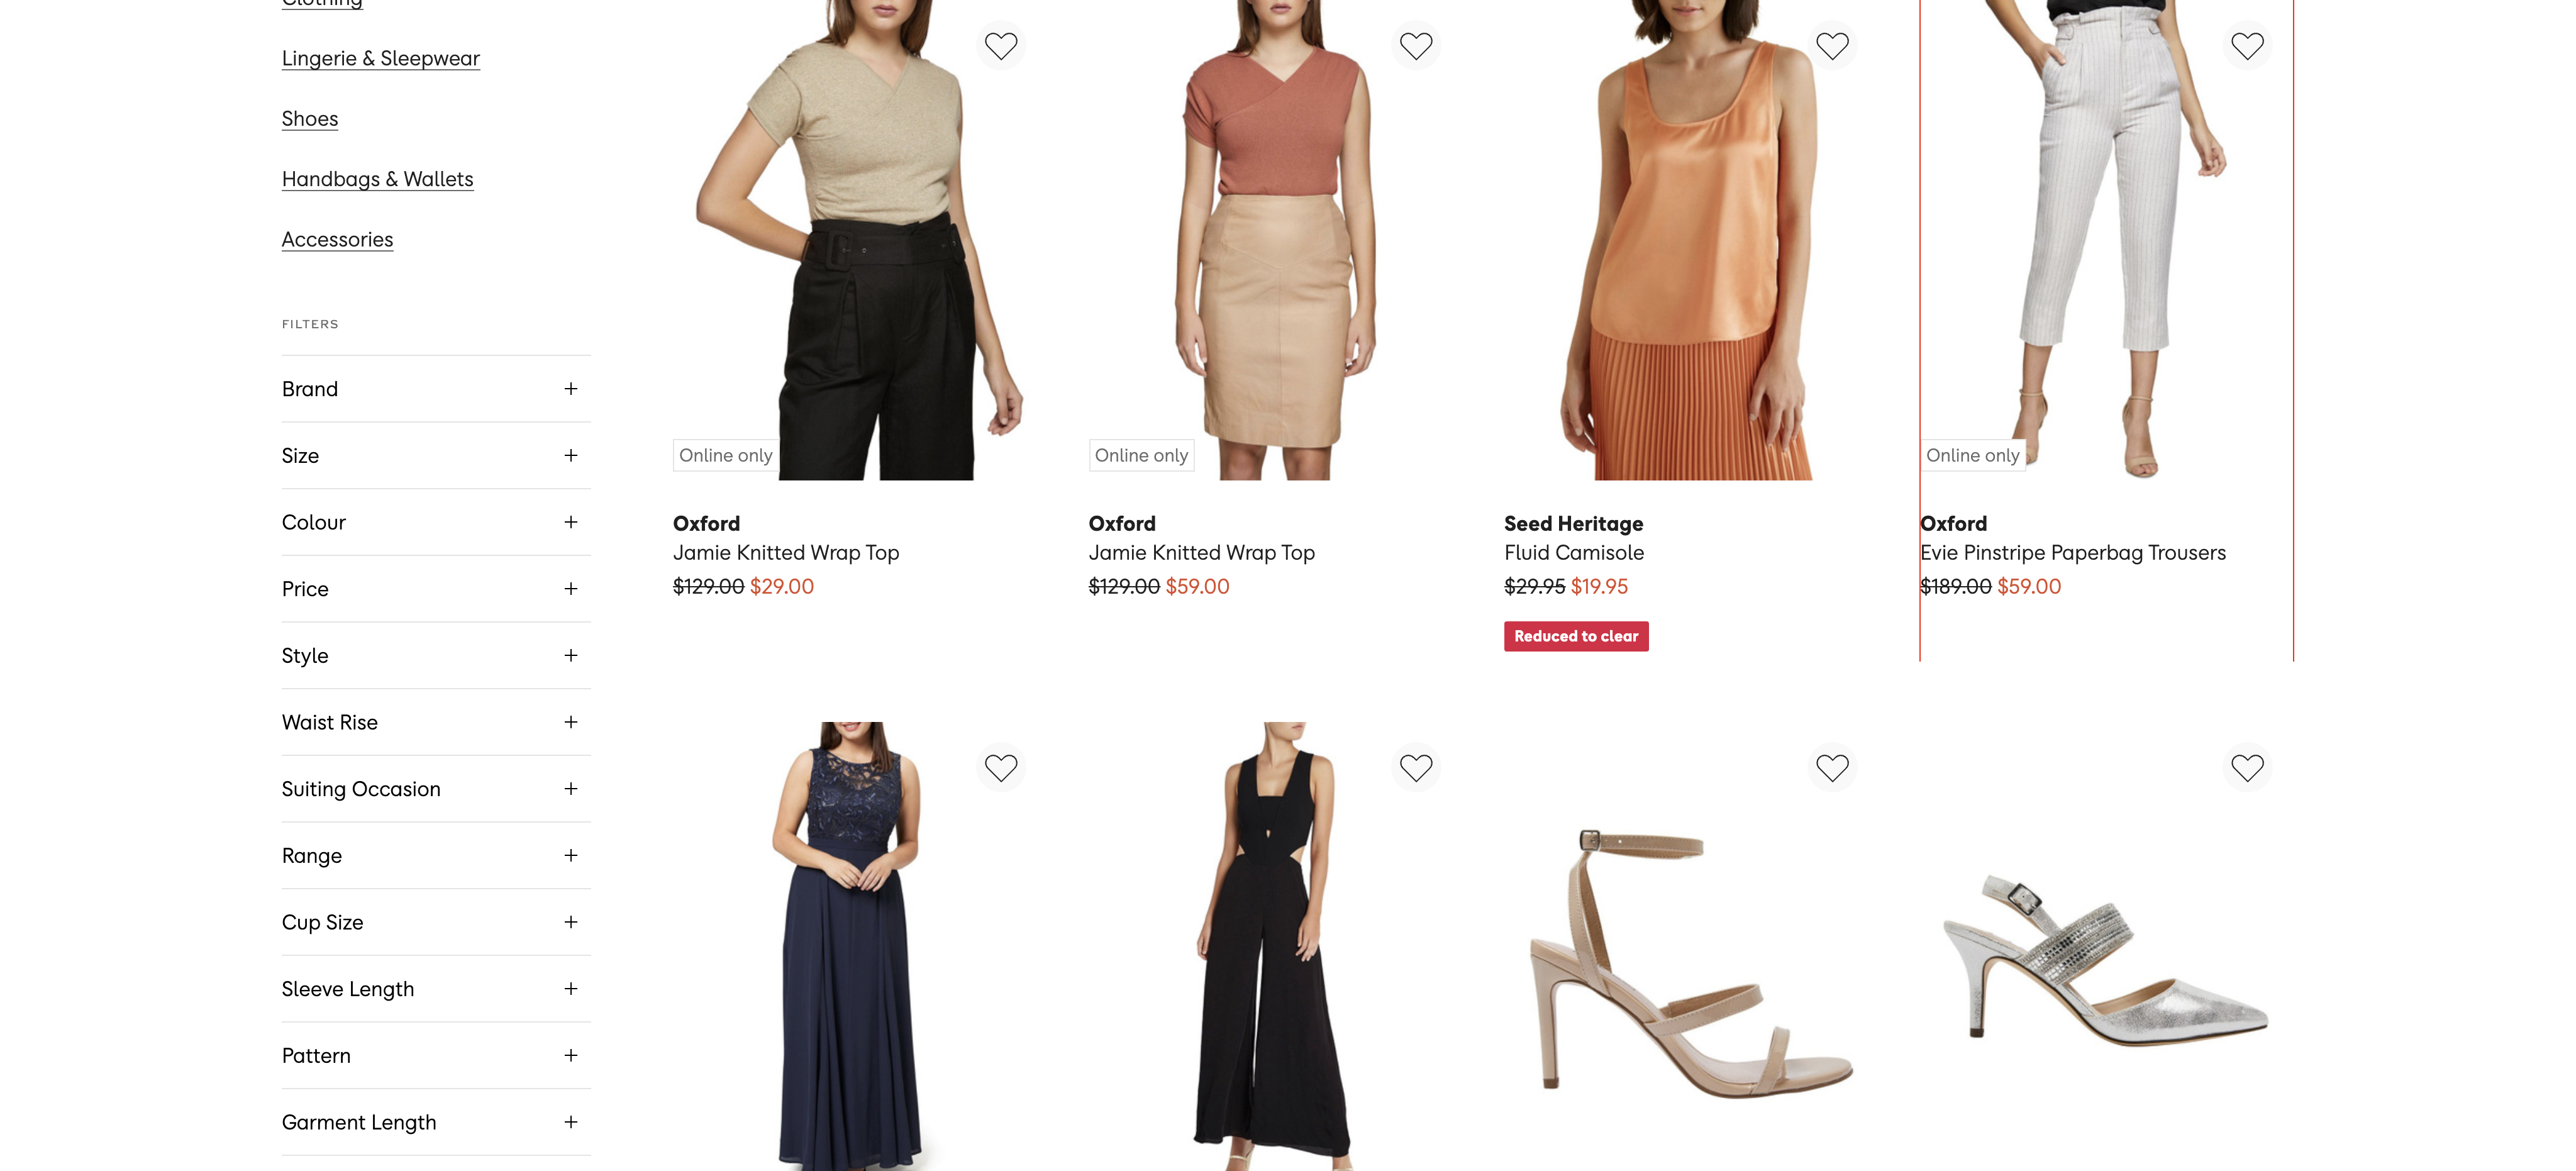 Clothing
Lingerie & Sleepwear
Shoes
Handbags & Wallets
Accessories
FILTERS
Brand
Size
Colour
Price
Style
Waist Rise
Suiting Occasion
Range
Cup Size
Sleeve Length
Pattern
Garment Length
Online only
Oxford
Jamie Knitted Wrap Top
$129.00 $29.00
Online only
Oxford
Jamie Knitted Wrap Top
$129.00 $59.00
Seed Heritage
Fluid Camisole
$29.95 $19.95
Reduced to clear
Online only
Oxford
Evie Pinstripe Paperbag Trousers
$189.00 $59.00